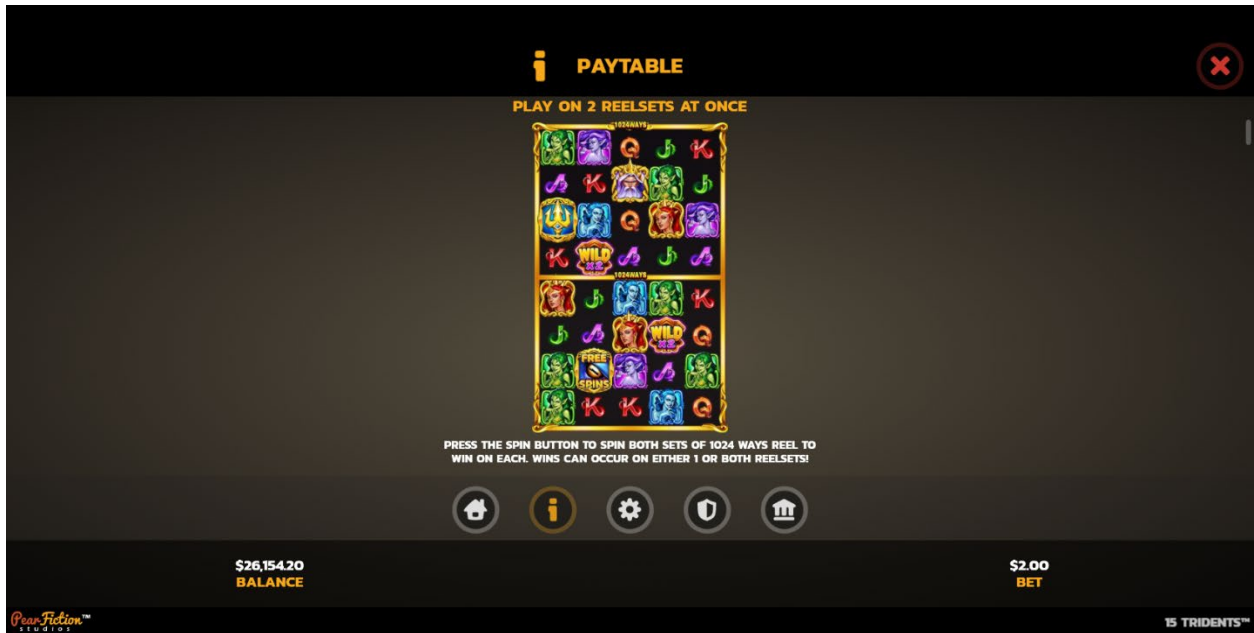 PAYTABLE
PLAY ON 2 REELSETS AT ONCE
1024WAYS
Q J K
A K J
Q
WILD
K X2 A J A
1024WAYS
J K
J A WILD Q
X2
FREE
SPINS A
K K Q
PRESS THE SPIN BUTTON TO SPIN BOTH SETS OF 1024 WAYS REEL TO
WIN ON EACH. WINS CAN OCCUR ON EITHER 1 OR BOTH REELSETS!
$26,154.20
BALANCE
$2.00
BET
PearFiction™
STUDIOS
15 TRIDENTS™